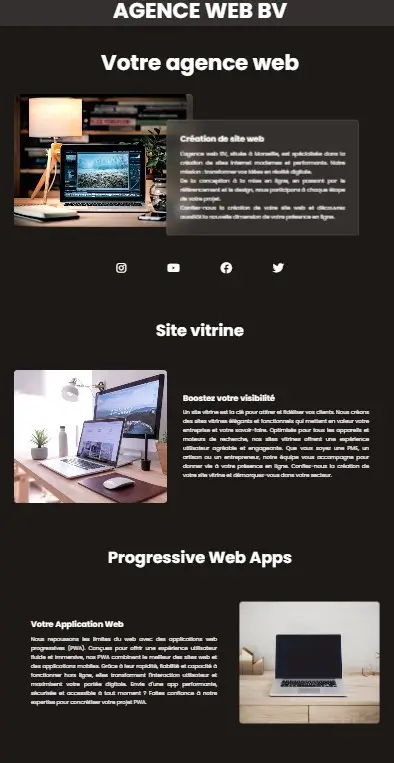 AGENCE WEB BV
Votre agence web
Création de site web
L'agence web BV, située à Marseille, est spécialisée dans la
création de sites internet modernes et performants. Notre
mission : transformer vos idées en réalité digitale.
De la conception à la mise en ligne, en passant par le
référencement et le design, nous participons à chaque étape
de votre projet.
Confiez-nous la création de votre site web et découvrez
aussitôt la nouvelle dimension de votre présence en ligne.
Site vitrine
Boostez votre visibilité
Un site vitrine est la clé pour attirer et fidéliser vos clients. Nous créons
des sites vitrines élégants et fonctionnels qui mettent en valeur votre
entreprise et votre savoir-faire. Optimisés pour tous les appareils et
moteurs de recherche, nos sites vitrines offrent une expérience
utilisateur agréable et engageante. Que vous soyez une PME, un
artisan ou un entrepreneur, notre équipe vous accompagne pour
donner vie à votre présence en ligne. Confiez-nous la création de
votre site vitrine et démarquez-vous dans votre secteur.
Progressive Web Apps
Votre Application Web
Nous repoussons les limites du web avec des applications web
progressives (PWA). Conçues pour offrir une expérience utilisateur
fluide et immersive, nos PWA combinent le meilleur des sites web et
des applications mobiles. Grâce à leur rapidité, fiabilité et capacité à
fonctionner hors ligne, elles transforment l'interaction utilisateur et
maximisent votre portée digitale. Envie d'une app performante,
sécurisée et accessible à tout moment ? Faites confiance à notre
expertise pour concrétiser votre projet PWA.